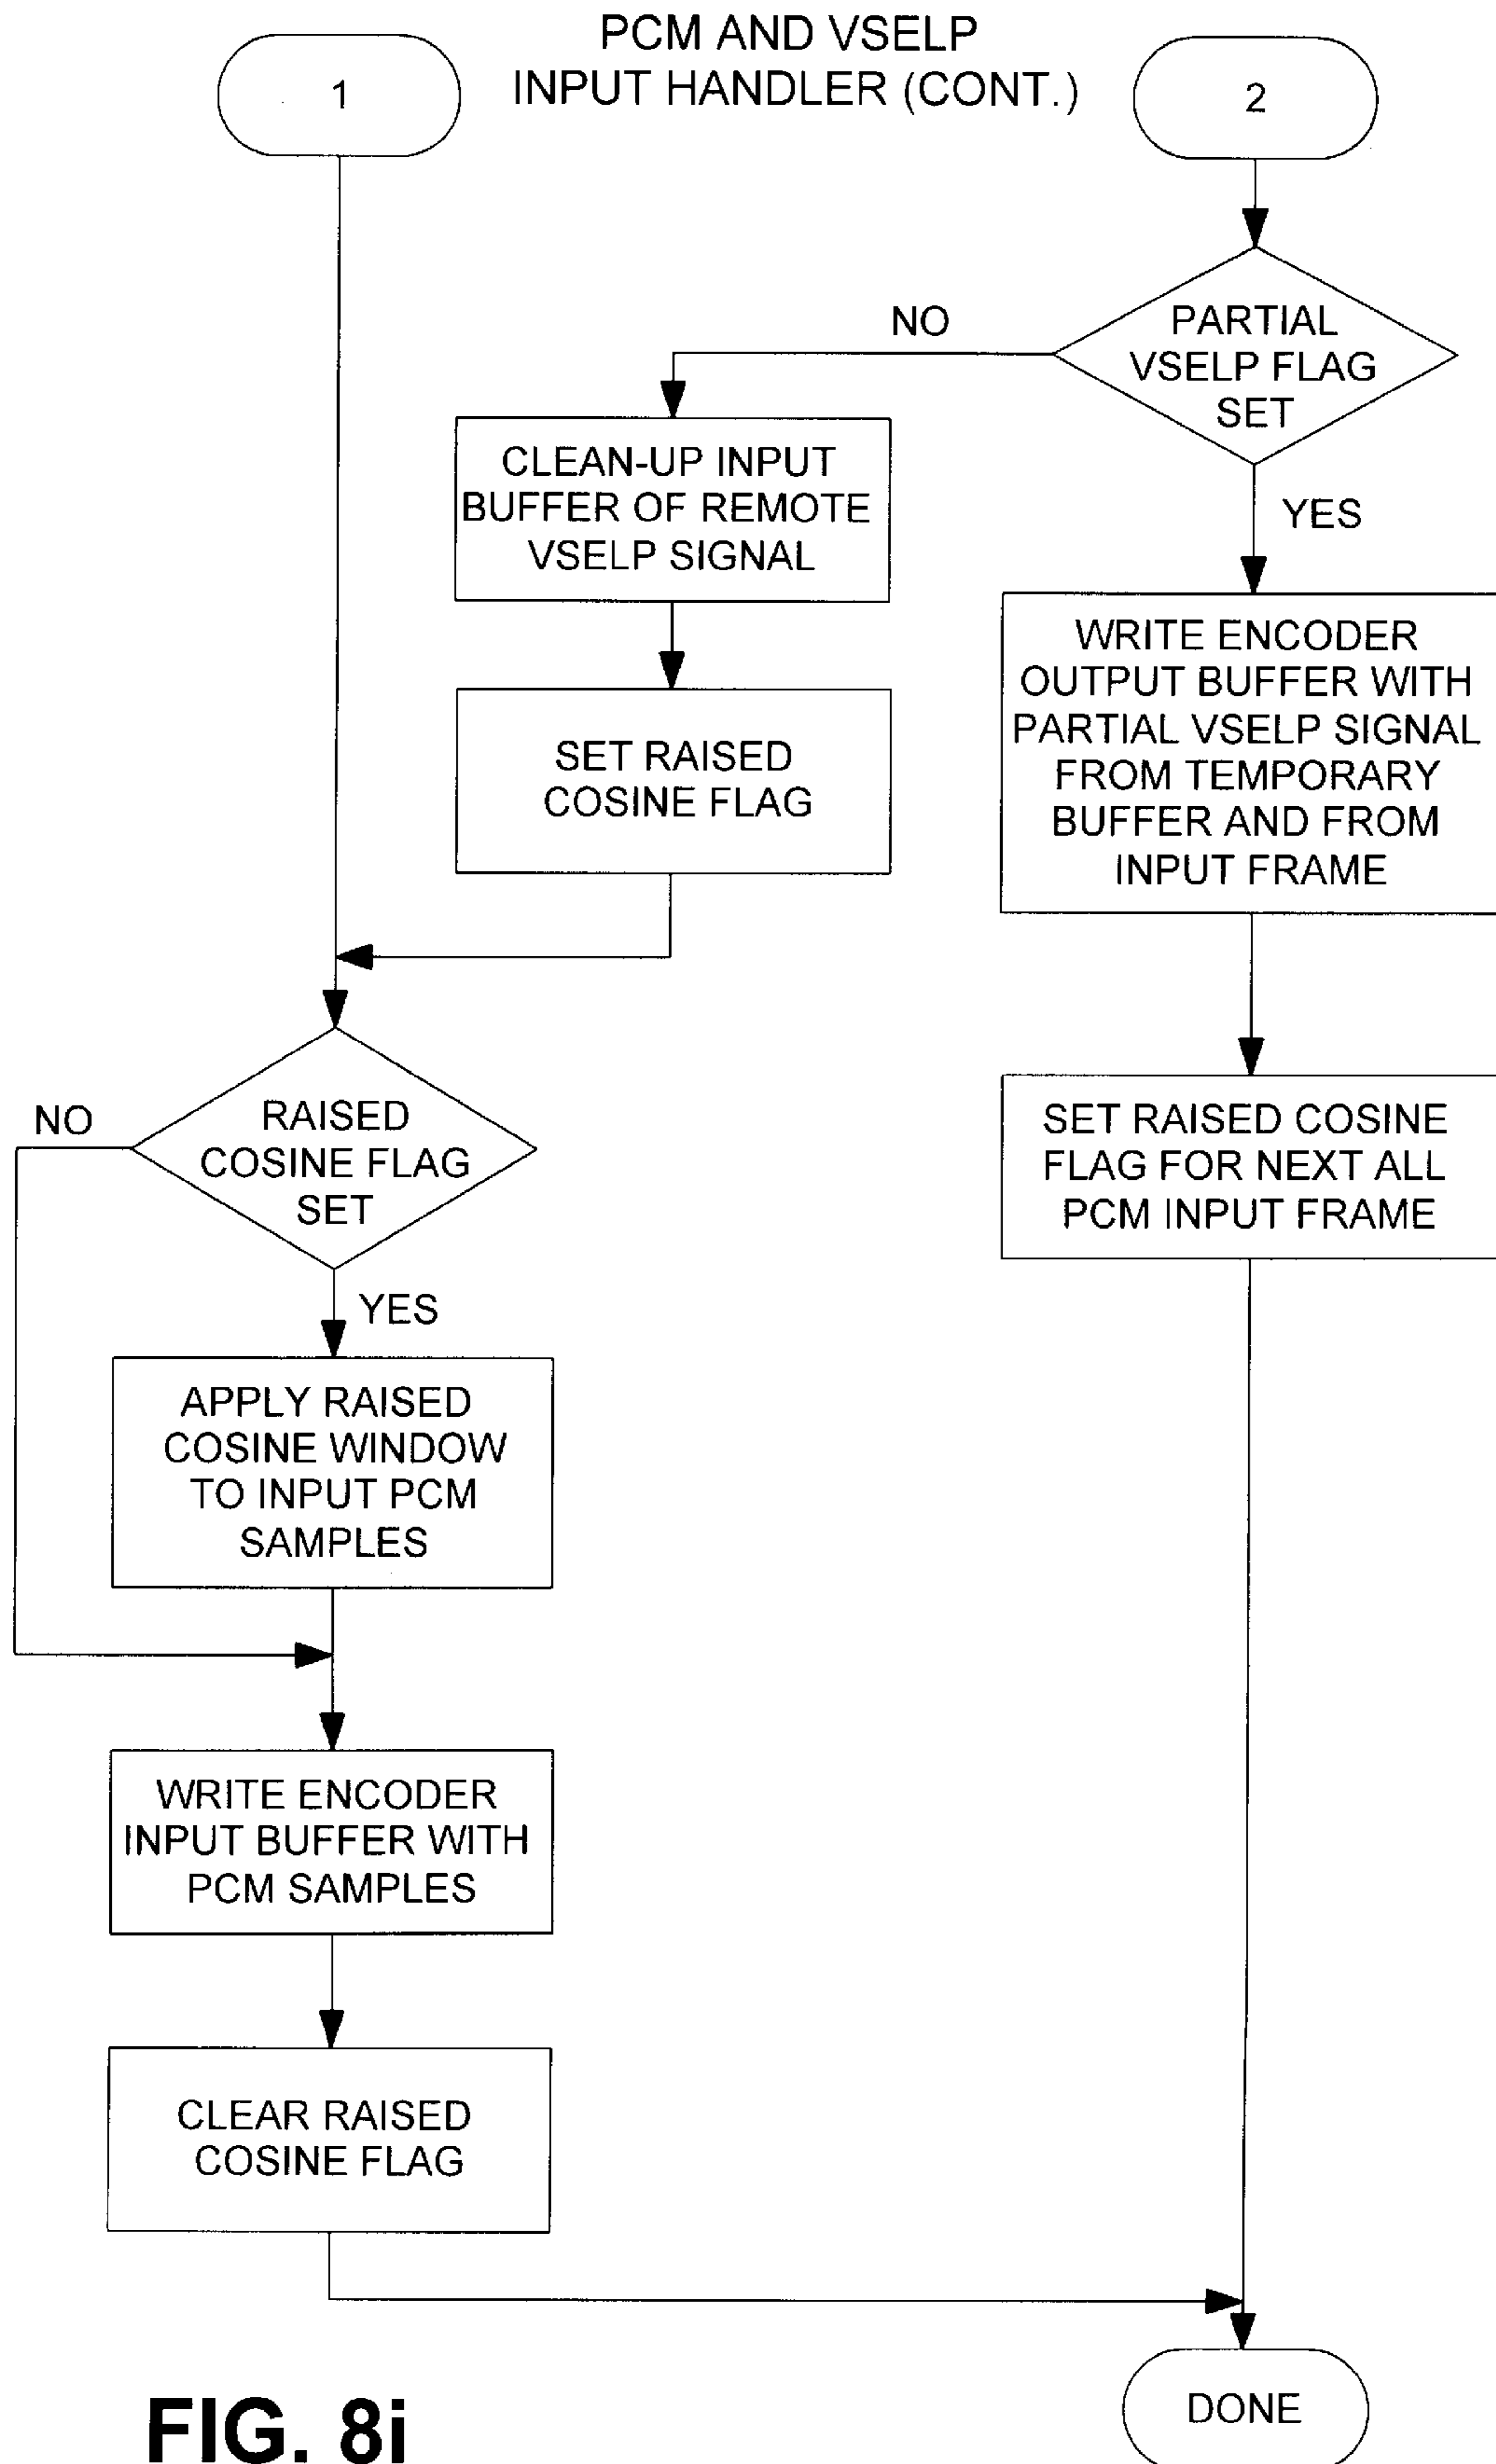 PCM AND VSELP
INPUT HANDLER (CONT.)
1
2
PARTIAL
VSELP FLAG
SET
NO
YES
CLEAN-UP INPUT
BUFFER OF REMOTE
VSELP SIGNAL
SET RAISED
COSINE FLAG
WRITE ENCODER
OUTPUT BUFFER WITH
PARTIAL VSELP SIGNAL
FROM TEMPORARY
BUFFER AND FROM
INPUT FRAME
SET RAISED COSINE
FLAG FOR NEXT ALL
PCM INPUT FRAME
RAISED
COSINE FLAG
SET
NO
YES
APPLY RAISED
COSINE WINDOW
TO INPUT PCM
SAMPLES
WRITE ENCODER
INPUT BUFFER WITH
PCM SAMPLES
CLEAR RAISED
COSINE FLAG
DONE
FIG. 8i